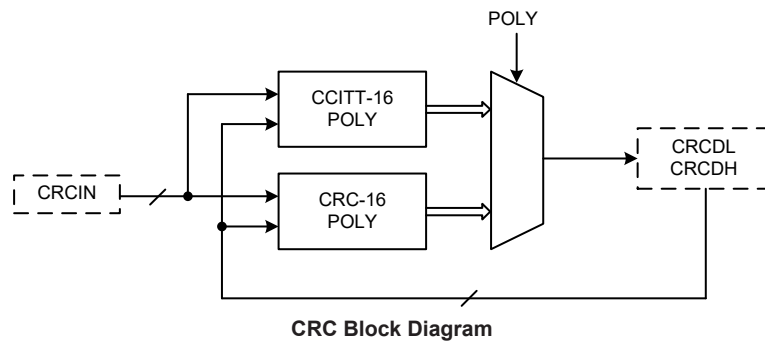 POLY
CCITT-16
POLY
CRCDL
CRCDH
CRCIN
CRC-16
POLY
CRC Block Diagram